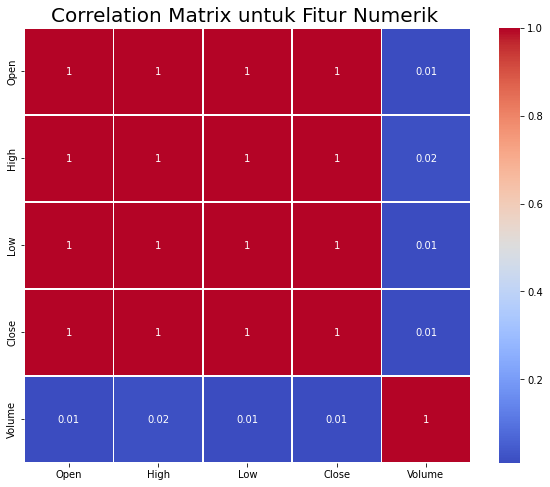 Correlation Matrix untuk Fitur Numerik
Open 1 1 1 1 0.01
High 1 1 1 1 0.02
Low 1 1 1 1 0.01
Close 1 1 1 1 0.01
Volume 0.01 0.02 0.01 0.01 1
Open High Low Close Volume
1.0
0.8
0.6
0.4
0.2